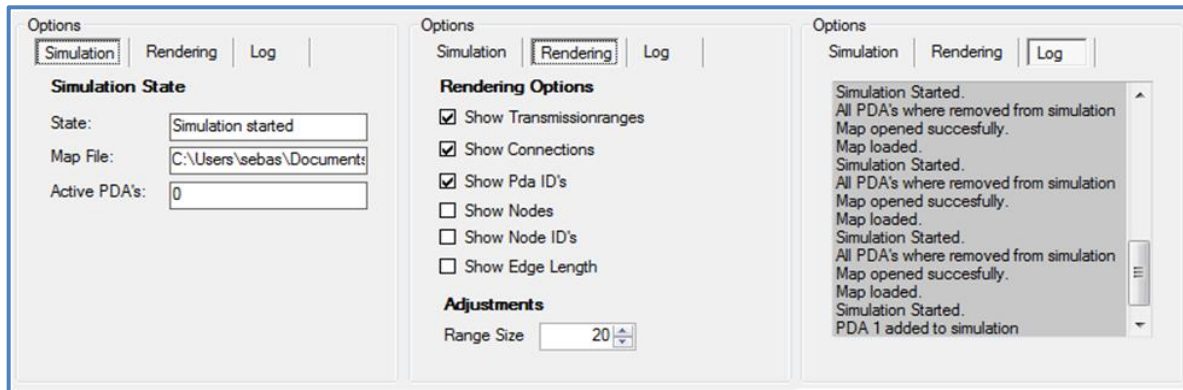 Options
Simulation Rendering Log
Simulation State
State: Simulation started
Map File: C:\Users\sebas\Documents
Active PDA's: 0
Options
Simulation Rendering Log
Rendering Options
Show Transmissionranges
Show Connections
Show Pda ID's
Show Nodes
Show Node ID's
Show Edge Length
Adjustments
Range Size 20
Options
Simulation Rendering Log
Simulation Started.
All PDA's where removed from simulation
Map opened succesfully.
Map loaded.
Simulation Started.
All PDA's where removed from simulation
Map opened succesfully.
Map loaded.
Simulation Started.
All PDA's where removed from simulation
Map opened succesfully.
Map loaded.
Simulation Started.
PDA 1 added to simulation